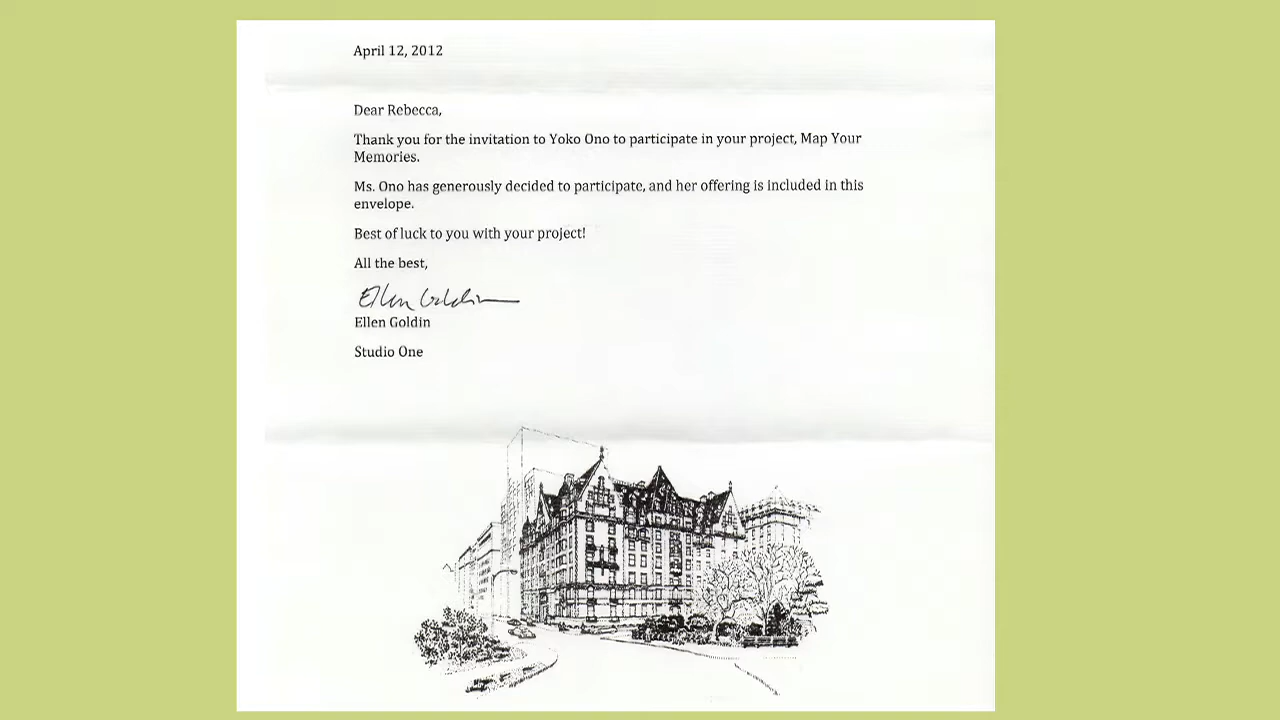 April 12, 2012
Dear Rebecca,
Thank you for the invitation to Yoko Ono to participate in your project, Map Your
Memories.
Ms. Ono has generously decided to participate, and her offering is included in this
envelope.
Best of luck to you with your project!
All the best,
Ellen Goldin
Ellen Goldin
Studio One